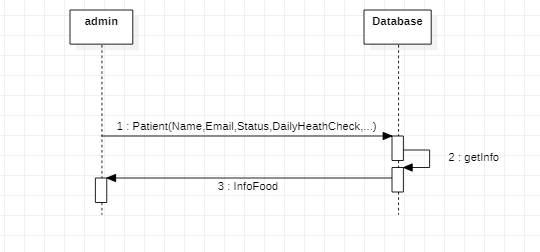 admin
Database
1 : Patient(Name,Email,Status,DailyHeathCheck,...)
2 : getInfo
3 : InfoFood